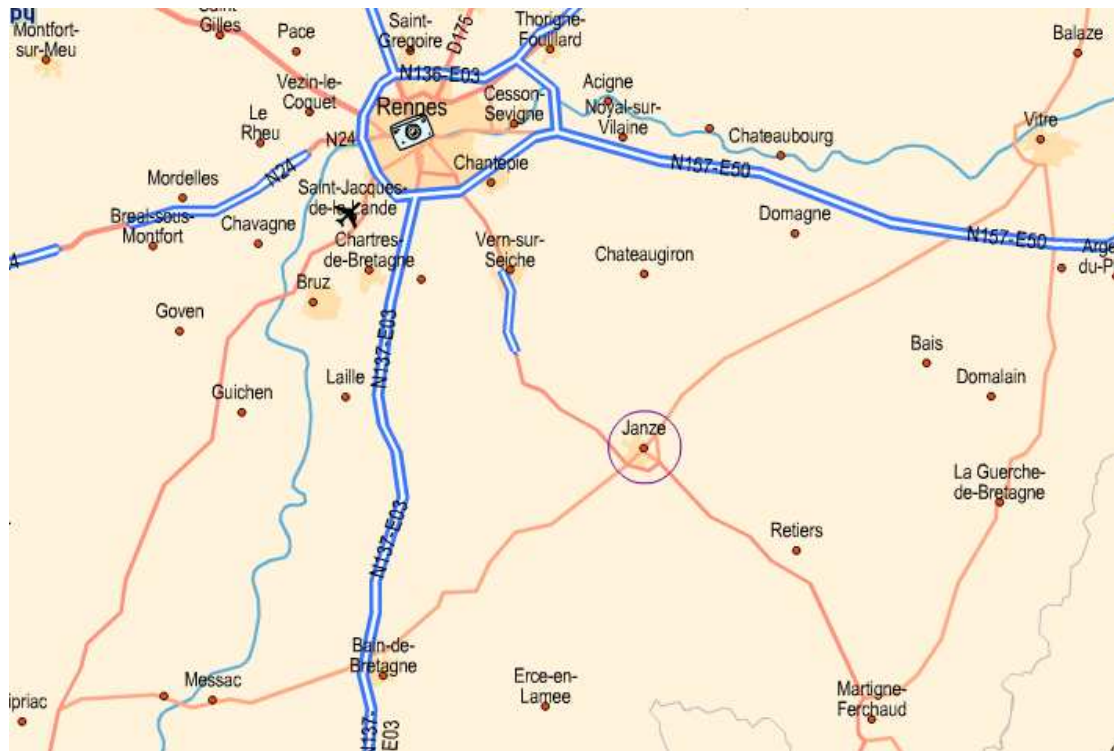 Saint-
Gilles
Pace
Saint-
Gregoire
D175
Thorigne-
Fouillard
Montfort-
sur-Meu
Balaze
N136-E03
Vezin-le-
Coquet
Cesson-
Sevigne
Acigne
Rennes
Noyal-sur-
Vilaine
Le
Rheu
N24
Chateaubourg
Vitre
Chantepie
N157-E50
N24
Mordelles
Saint-Jacques-
de-la-Lande
Breal-sous-
Montfort
Chavagne
Domagne
N157-E50
Chartres-
de-Bretagne
Vern-sur-
Seiche
Chateaugiron
Bruz
Goven
N137-E03
Bais
Guichen
Laille
Domalain
Janze
La Guerche-
de-Bretagne
N137-E03
Retiers
Bain-de-
Bretagne
Messac
Erce-en-
Lamee
Martigne-
Ferchaud
ipriac
N137-
E03